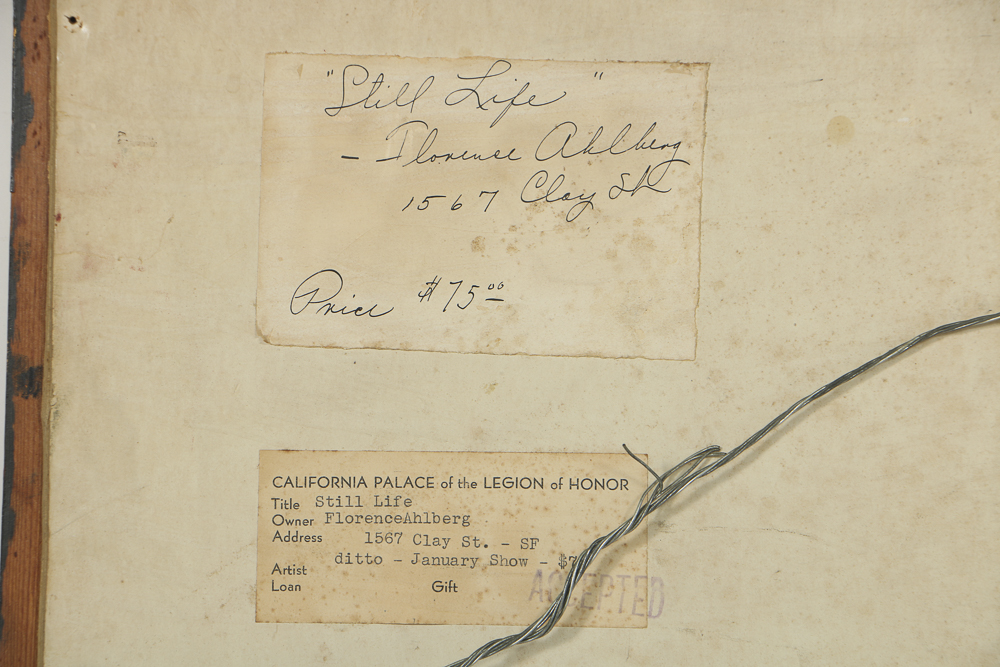 "Still Life"
- Florence Ahlberg
1567 Clay St
Price $75.00
CALIFORNIA PALACE of the LEGION of HONOR
Title Still Life
Owner FlorenceAhlberg
Address 1567 Clay St. - SF
Artist ditto - January Show - $7
Loan Gift
ACCEPTED